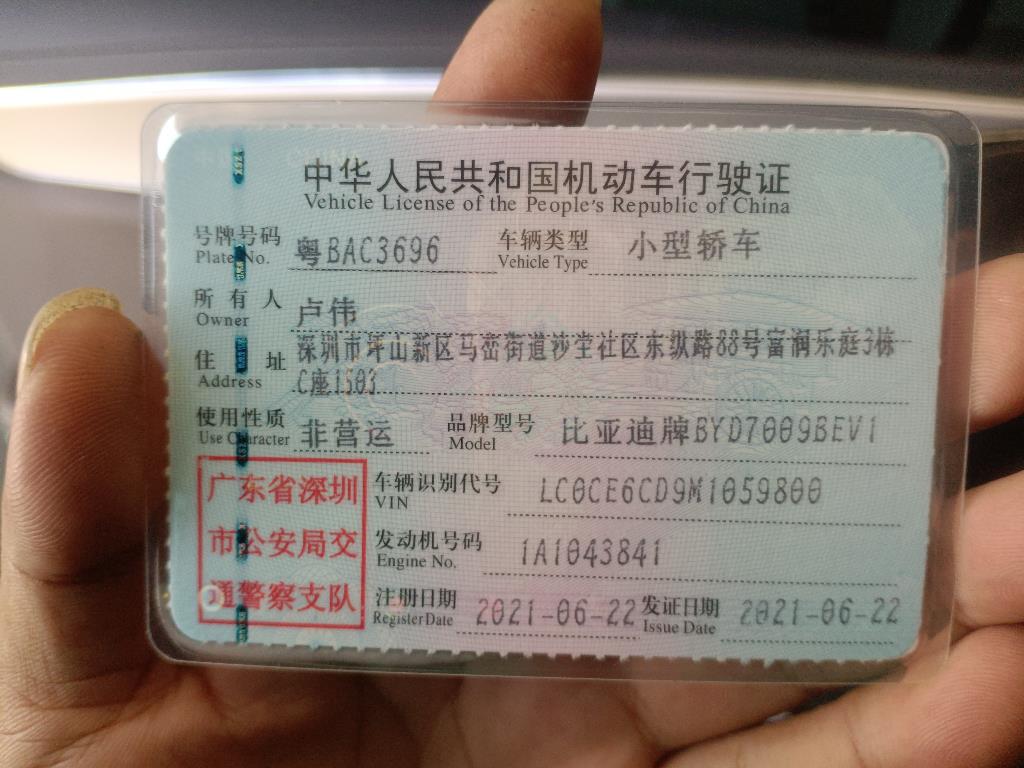 中华人民共和国机动车行驶证
Vehicle License of the People's Republic of China
号牌号码 粤BAC3696 车辆类型 小型轿车
Plate No. Vehicle Type
所有人 卢伟
Owner
住址 深圳市坪山新区马峦街道沙坣社区东纵路88号富润乐庭3栋
Address C座1503
使用性质 非营运 品牌型号 比亚迪牌BYD7009BEV1
Use Character Model
车辆识别代号 LC0CE6CD9M1059800
VIN
发动机号码 1A1043841
Engine No.
注册日期 2021-06-22 发证日期 2021-06-22
Register Date Issue Date
广东省深圳
市公安局交
通警察支队